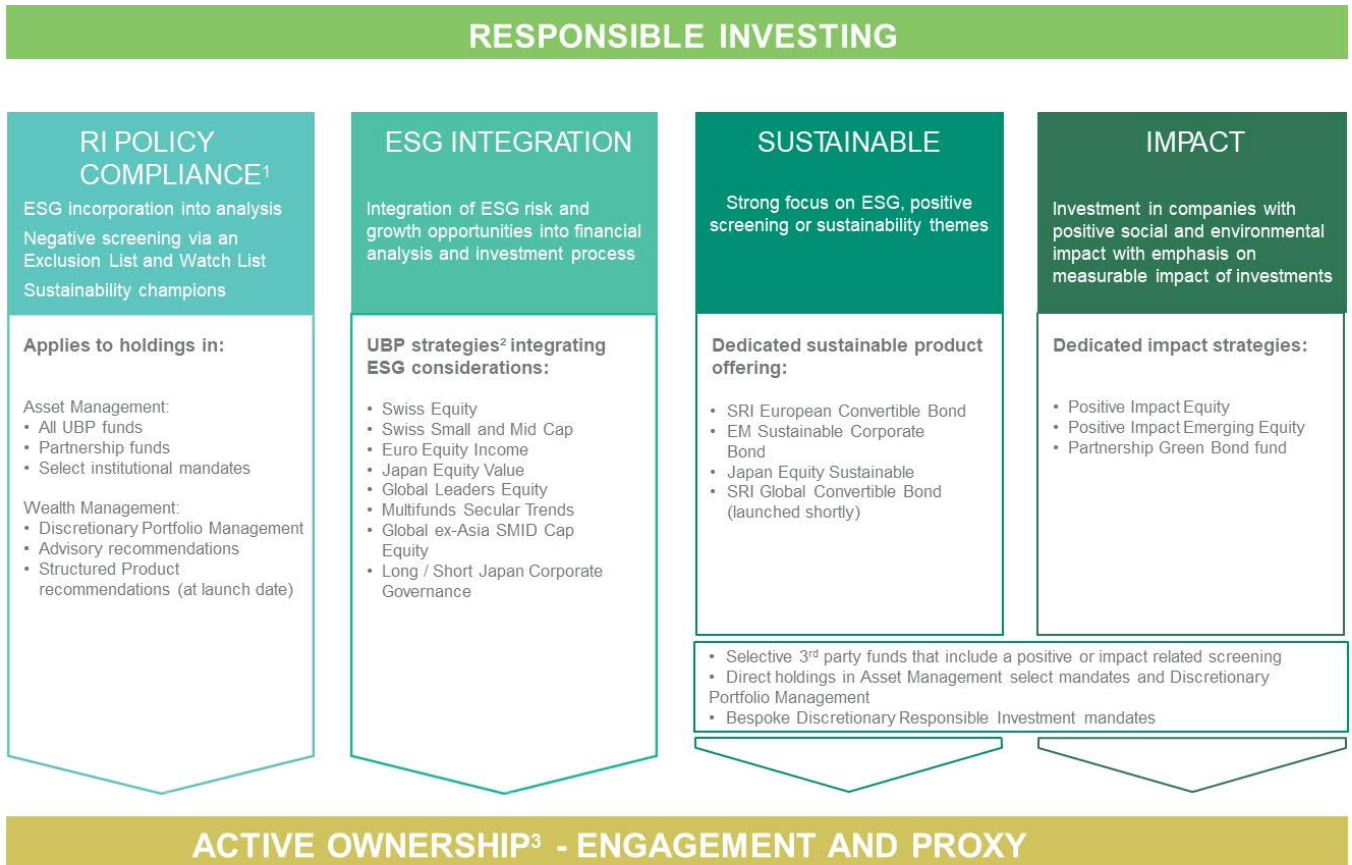 RESPONSIBLE INVESTING
RI POLICY
COMPLIANCE¹
ESG incorporation into analysis
Negative screening via an
Exclusion List and Watch List
Sustainability champions
Applies to holdings in:
Asset Management:
• All UBP funds
• Partnership funds
• Select institutional mandates
Wealth Management:
• Discretionary Portfolio Management
• Advisory recommendations
• Structured Product
recommendations (at launch date)
ESG INTEGRATION
Integration of ESG risk and
growth opportunities into financial
analysis and investment process
UBP strategies² integrating
ESG considerations:
• Swiss Equity
• Swiss Small and Mid Cap
• Euro Equity Income
• Japan Equity Value
• Global Leaders Equity
• Multifunds Secular Trends
• Global ex-Asia SMID Cap
Equity
• Long / Short Japan Corporate
Governance
SUSTAINABLE
Strong focus on ESG, positive
screening or sustainability themes
Dedicated sustainable product
offering:
• SRI European Convertible Bond
• EM Sustainable Corporate
Bond
• Japan Equity Sustainable
• SRI Global Convertible Bond
(launched shortly)
IMPACT
Investment in companies with
positive social and environmental
impact with emphasis on
measurable impact of investments
Dedicated impact strategies:
• Positive Impact Equity
• Positive Impact Emerging Equity
• Partnership Green Bond fund
• Selective 3rd party funds that include a positive or impact related screening
• Direct holdings in Asset Management select mandates and Discretionary
Portfolio Management
• Bespoke Discretionary Responsible Investment mandates
ACTIVE OWNERSHIP³ - ENGAGEMENT AND PROXY